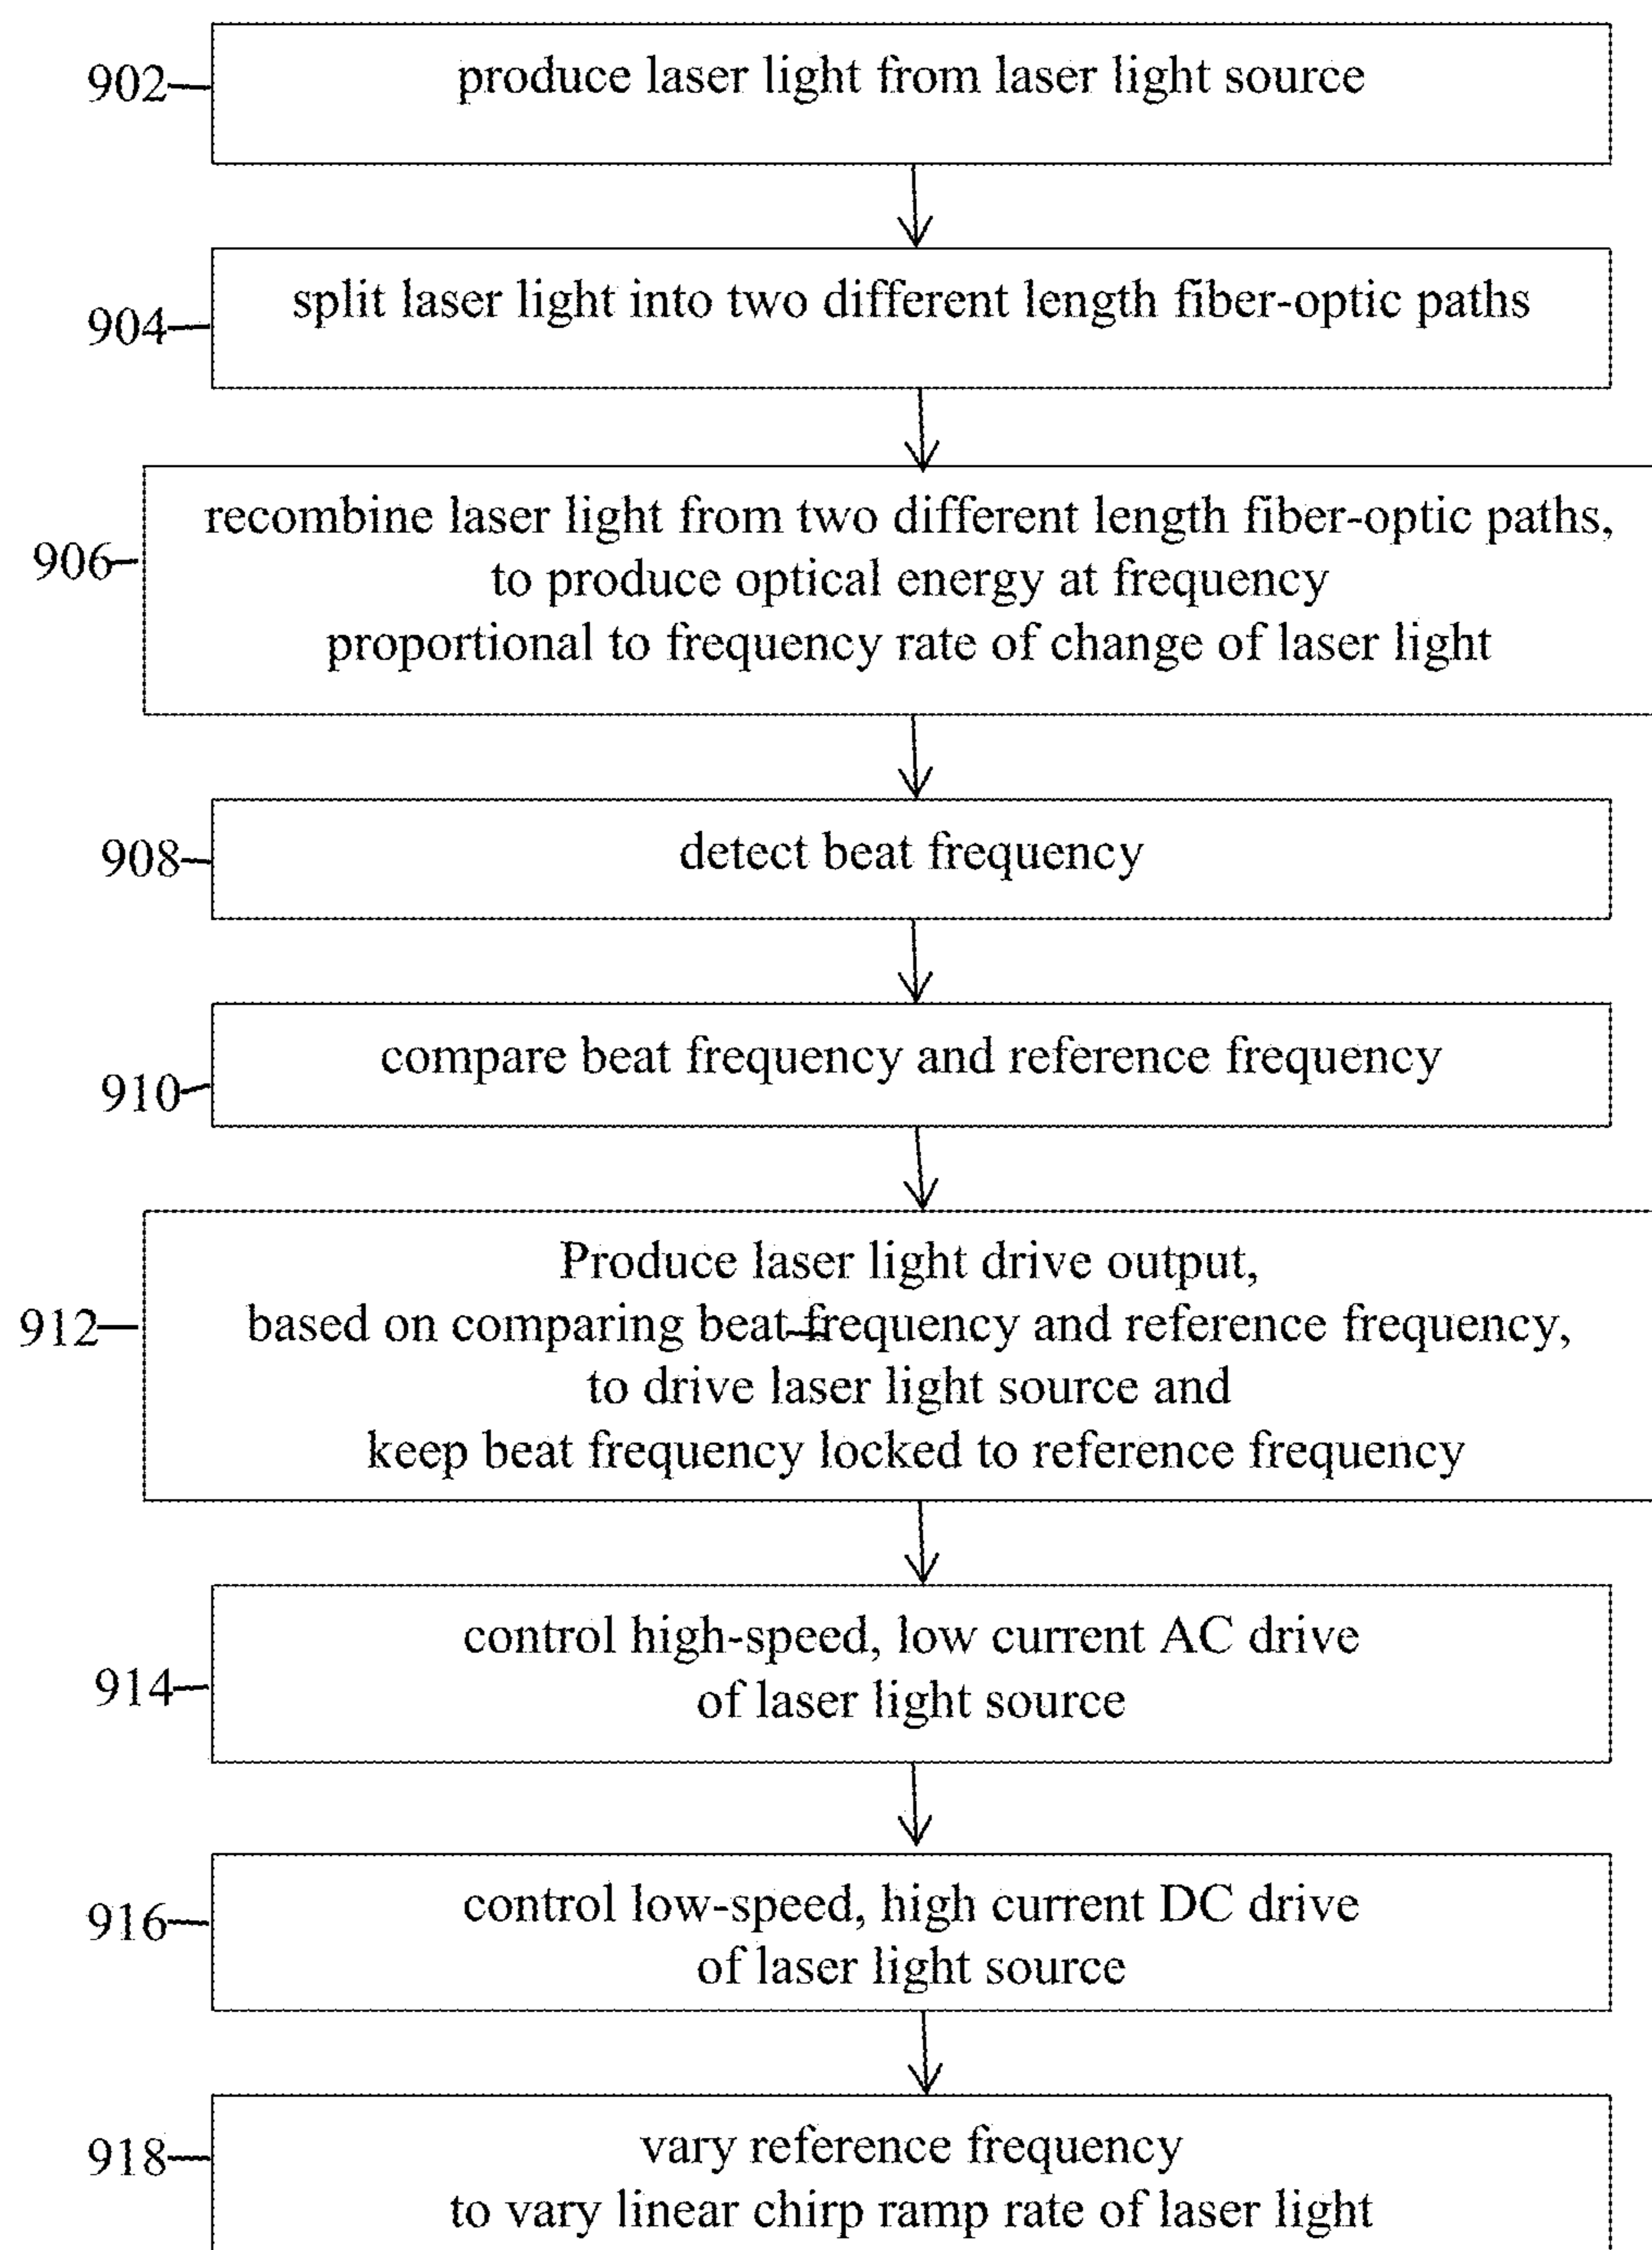 902
produce laser light from laser light source
904
split laser light into two different length fiber-optic paths
906
recombine laser light from two different length fiber-optic paths,
to produce optical energy at frequency
proportional to frequency rate of change of laser light
908
detect beat frequency
910
compare beat frequency and reference frequency
912
Produce laser light drive output,
based on comparing beat frequency and reference frequency,
to drive laser light source and
keep beat frequency locked to reference frequency
914
control high-speed, low current AC drive
of laser light source
916
control low-speed, high current DC drive
of laser light source
918
vary reference frequency
to vary linear chirp ramp rate of laser light